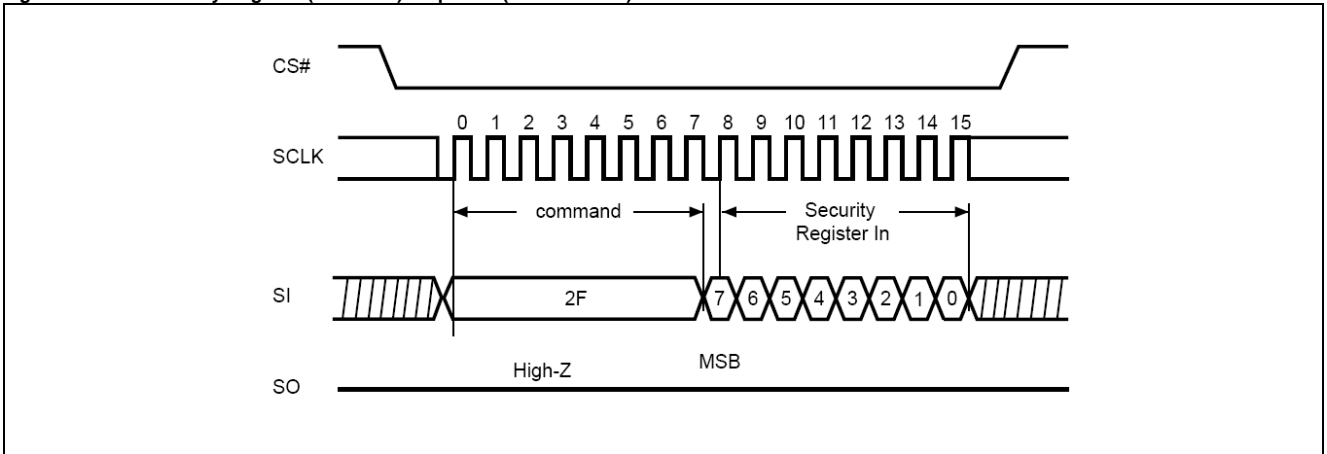 CS#
0 1 2 3 4 5 6 7 8 9 10 11 12 13 14 15
SCLK
command
Security
Register In
SI
2F
7 6 5 4 3 2 1 0
High-Z
MSB
SO